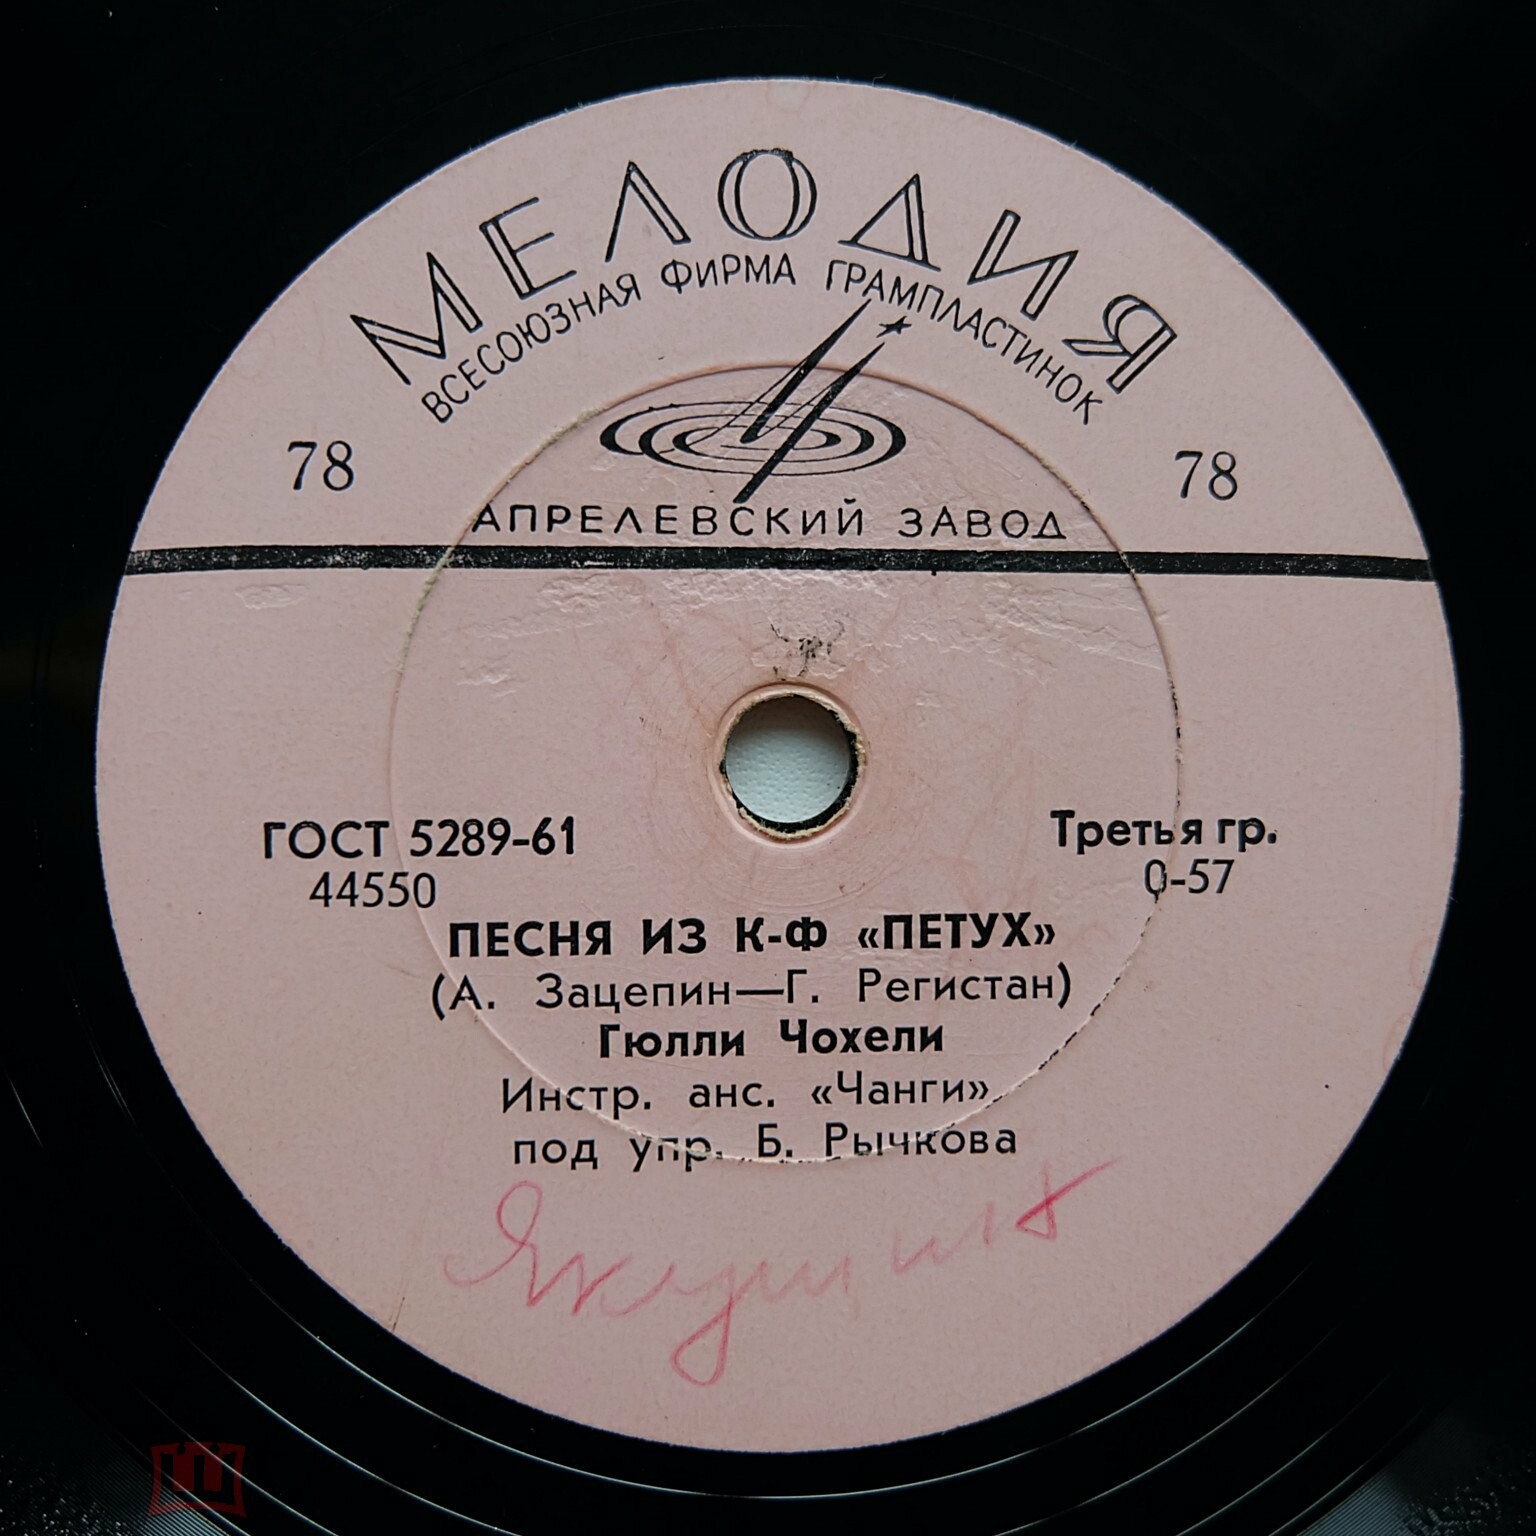 МЕЛОДИЯ
ВСЕСОЮЗНАЯ ФИРМА ГРАМПЛАСТИНОК
78 78
АПРЕЛЕВСКИЙ ЗАВОД
ГОСТ 5289-61 Третья гр.
44550 0-57
ПЕСНЯ ИЗ К-Ф «ПЕТУХ»
(А. Зацепин—Г. Регистан)
Гюлли Чохели
Инстр. анс. «Чанги»
под упр. Б. Рычкова